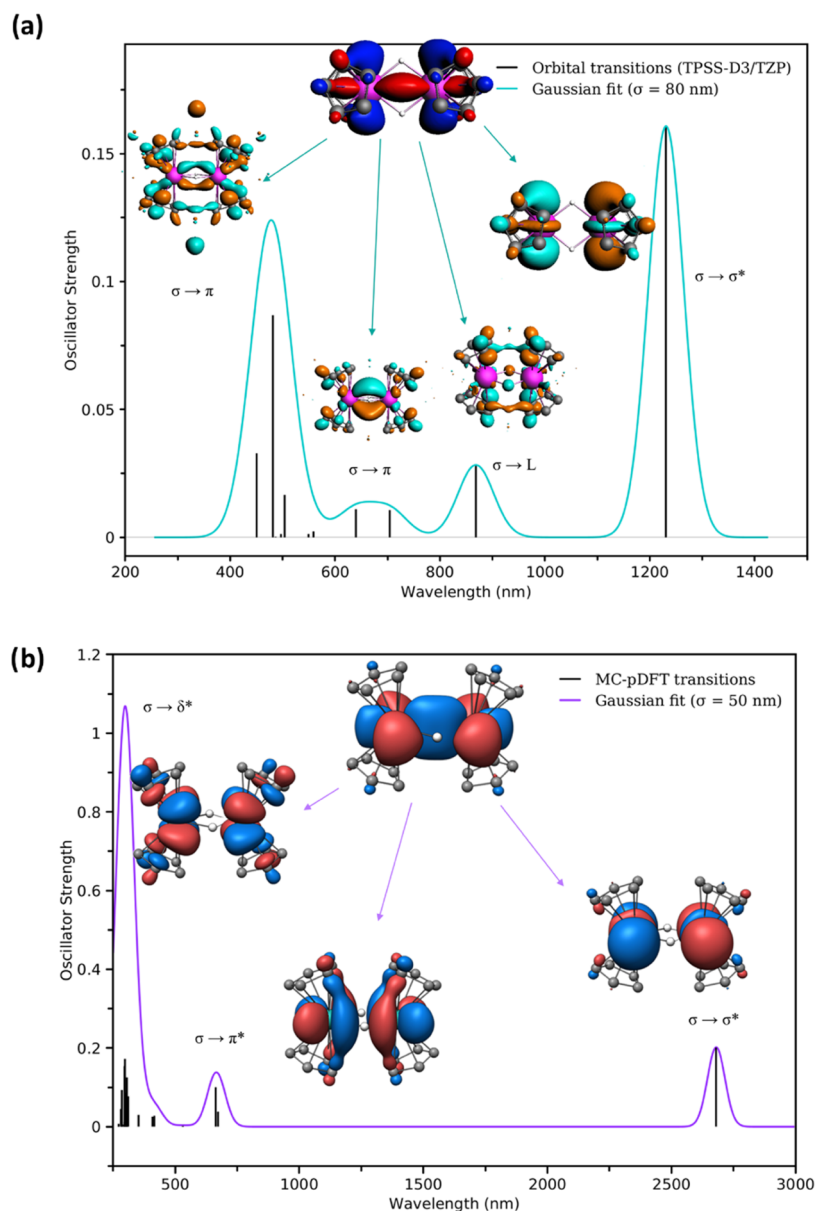 (a)
Orbital transitions (TPSS-D3/TZP)
Gaussian fit (σ = 80 nm)
0.15
0.1
0.05
0
Oscillator Strength
σ → π
σ → π
σ → L
σ → σ*
200
400
600
800
1000
1200
1400
Wavelength (nm)
(b)
MC-pDFT transitions
Gaussian fit (σ = 50 nm)
1.2
1
0.8
0.6
0.4
0.2
0
Oscillator Strength
σ → δ*
σ → π*
σ → σ*
500
1000
1500
2000
2500
3000
Wavelength (nm)